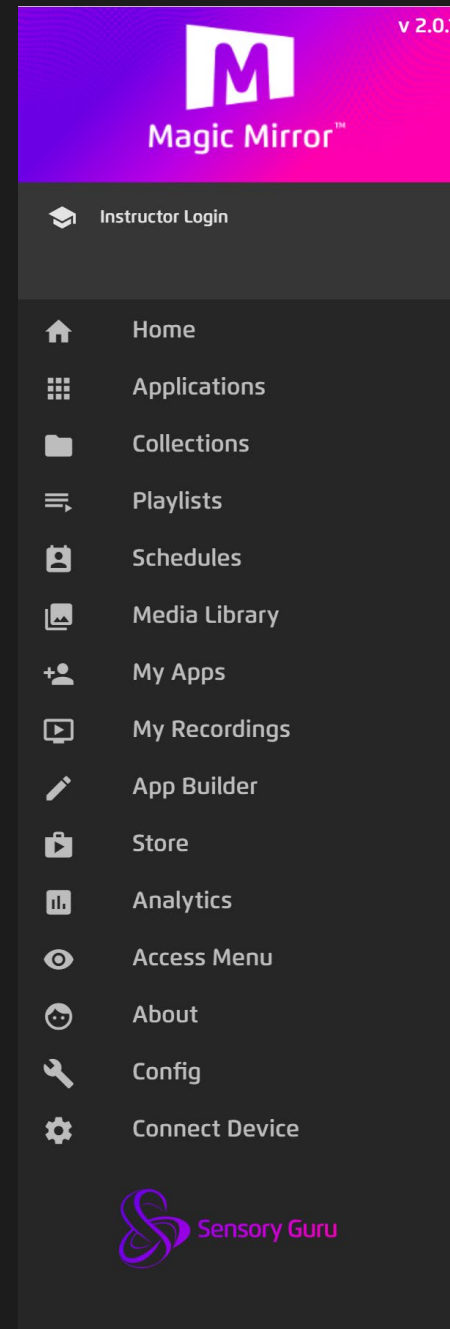 v 2.0.
Magic Mirror™
Instructor Login
Home
Applications
Collections
Playlists
Schedules
Media Library
My Apps
My Recordings
App Builder
Store
Analytics
Access Menu
About
Config
Connect Device
Sensory Guru